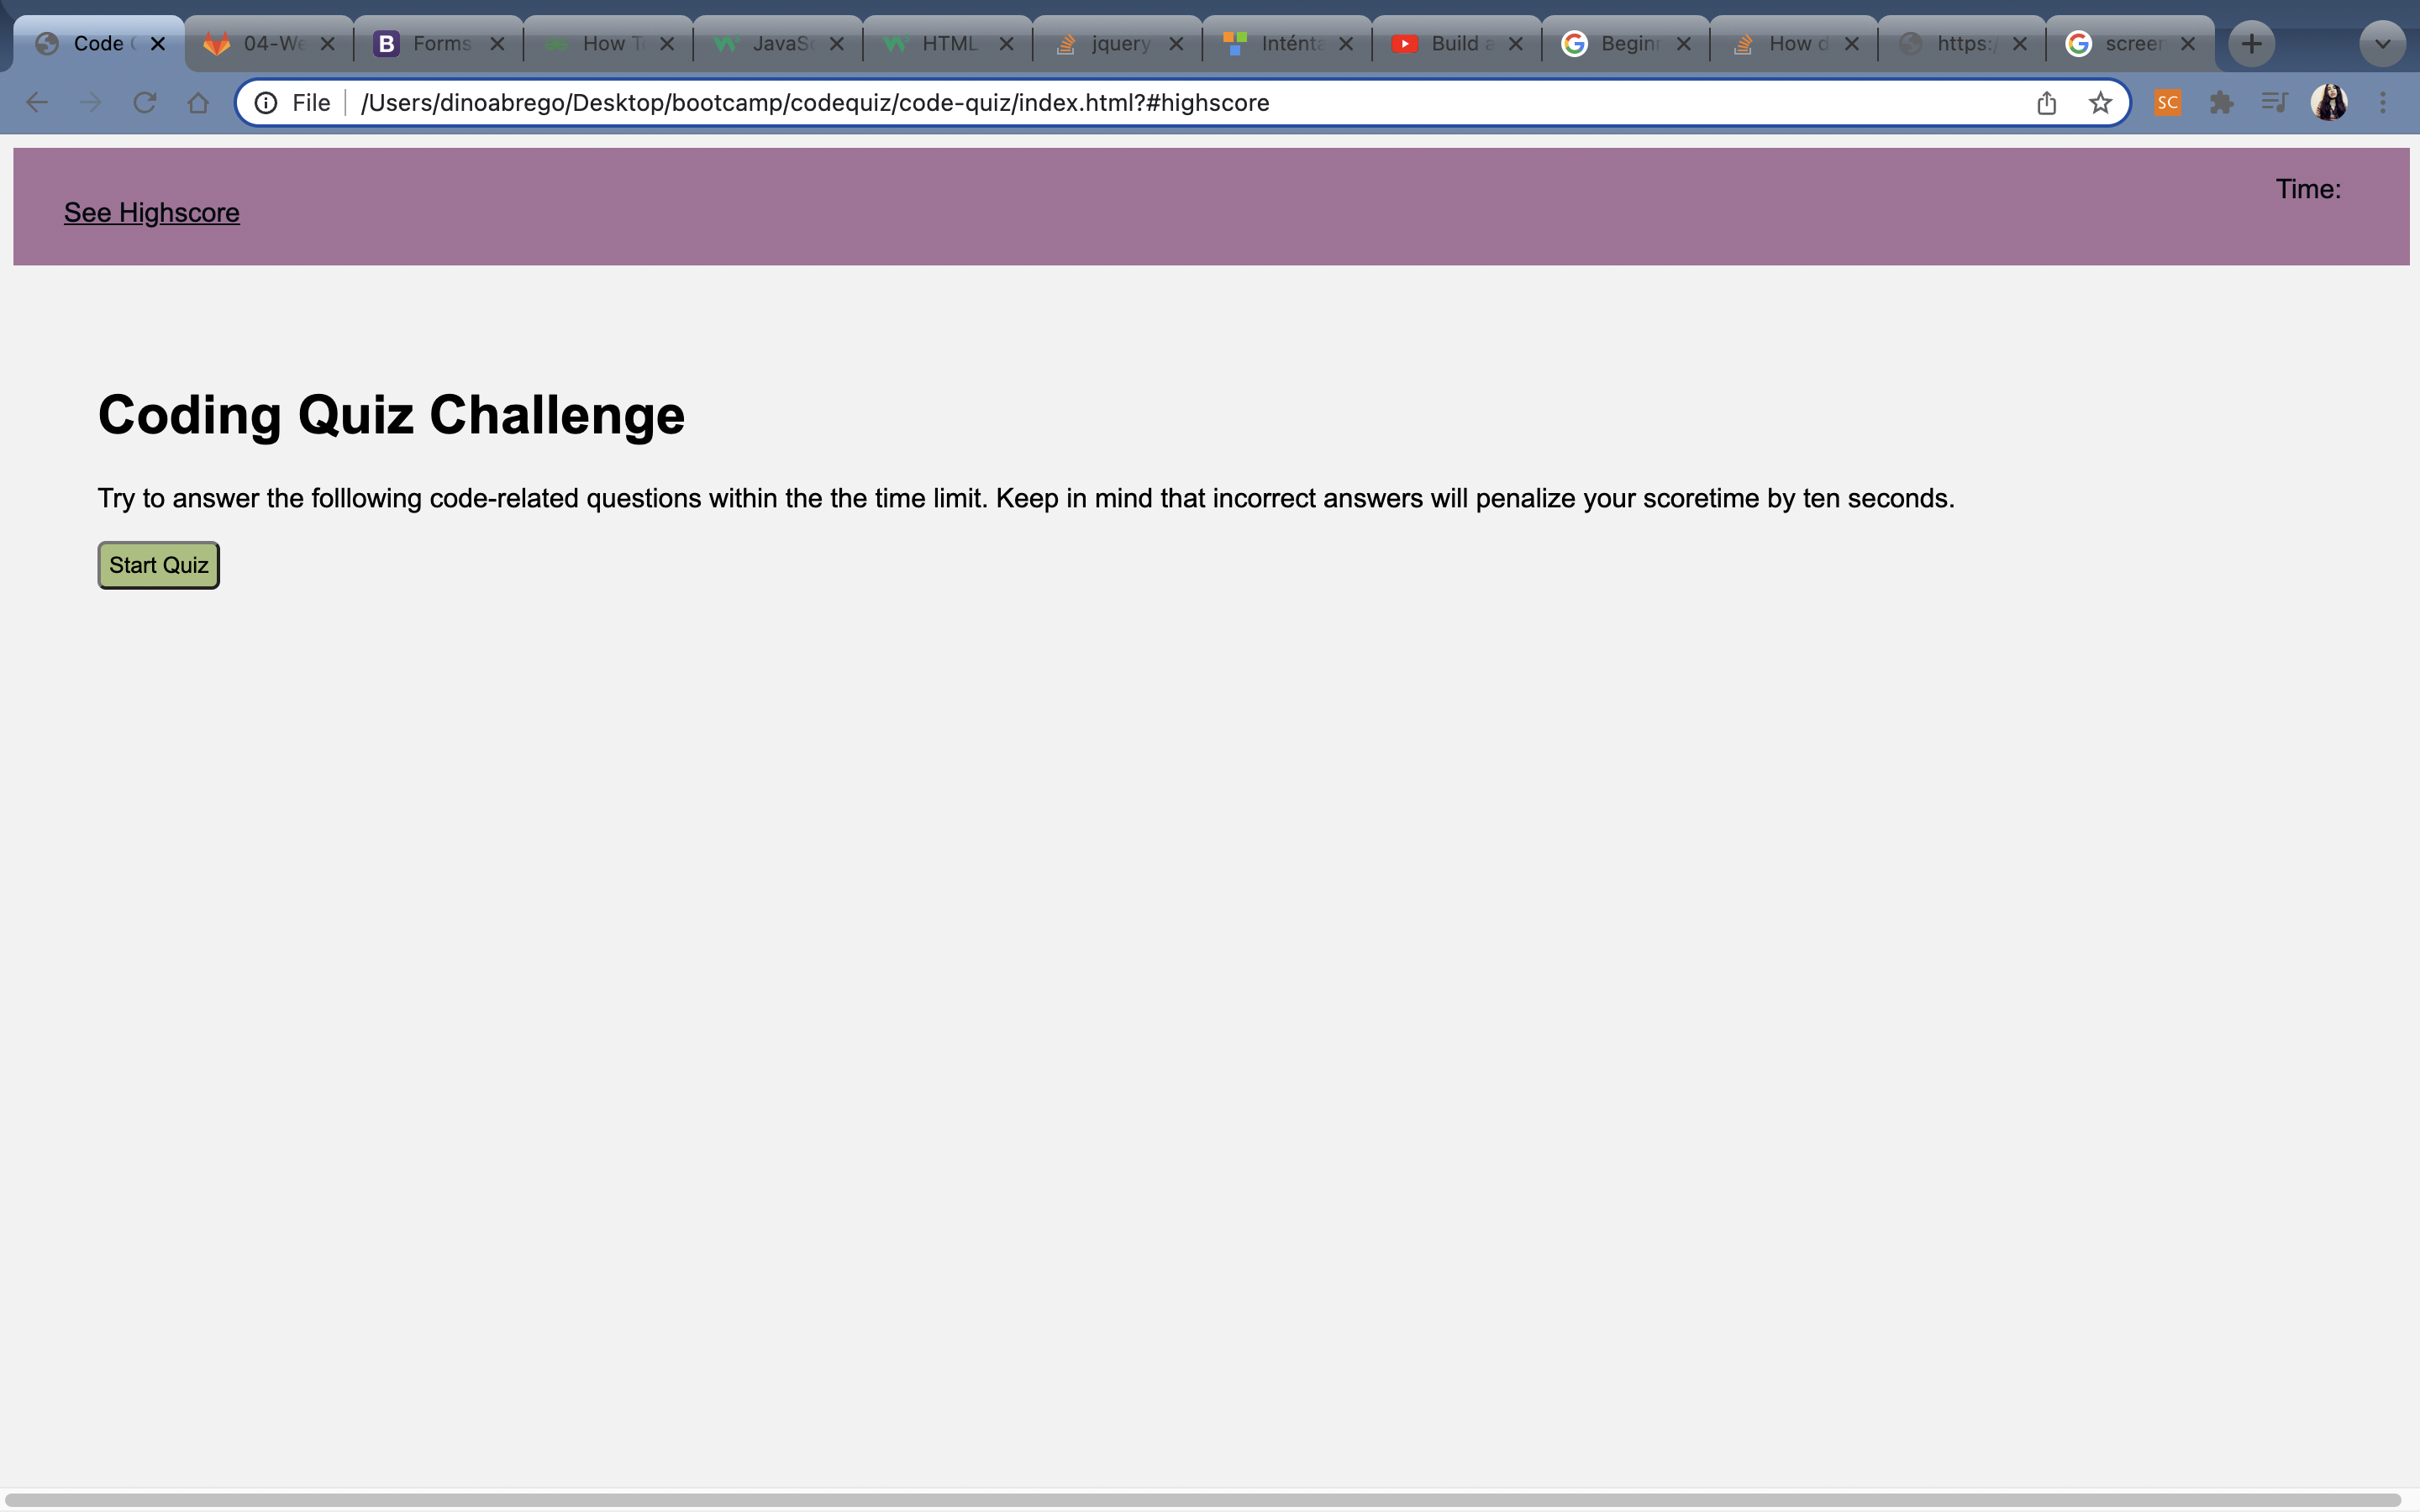 Code
04-We
Forms
How T
JavaSc
HTML
jquery
Inténta
Build a
Beginn
How d
https:/
screen
File
/Users/dinoabrego/Desktop/bootcamp/codequiz/code-quiz/index.html?#highscore
SC
See Highscore
Time:
Coding Quiz Challenge
Try to answer the folllowing code-related questions within the the time limit. Keep in mind that incorrect answers will penalize your scoretime by ten seconds.
Start Quiz